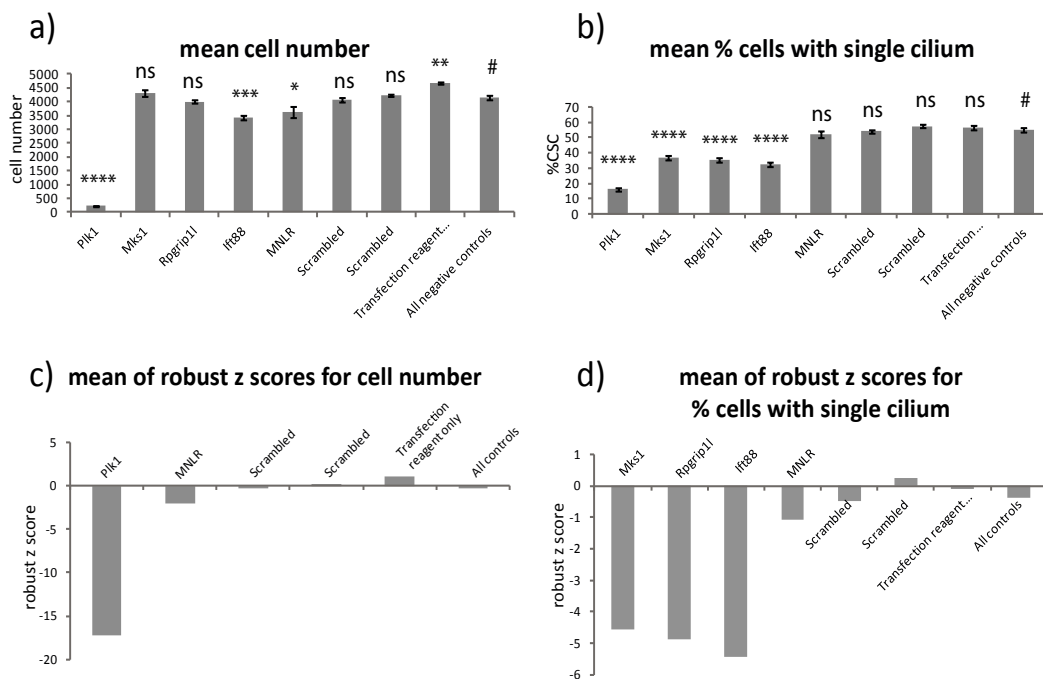 a)
mean cell number
cell number
5000
4500
4000
3500
3000
2500
2000
1500
1000
500
0
****
ns
ns
***
*
ns
ns
**
#
Plk1
Mks1
Rpgrip1l
Ift88
MNLR
Scrambled
Scrambled
Transfection reagent...
All negative controls
b)
mean % cells with single cilium
%CSC
70
60
50
40
30
20
10
0
****
****
****
****
ns
ns
ns
ns
#
Plk1
Mks1
Rpgrip1l
Ift88
MNLR
Scrambled
Scrambled
Transfection...
All negative controls
c)
mean of robust z scores for cell number
robust z score
5
0
-5
-10
-15
-20
Plk1
MNLR
Scrambled
Scrambled
Transfection
reagent only
All controls
d)
mean of robust z scores for
% cells with single cilium
robust z score
1
0
-1
-2
-3
-4
-5
-6
Mks1
Rpgrip1l
Ift88
MNLR
Scrambled
Scrambled
Transfection reagent...
All controls